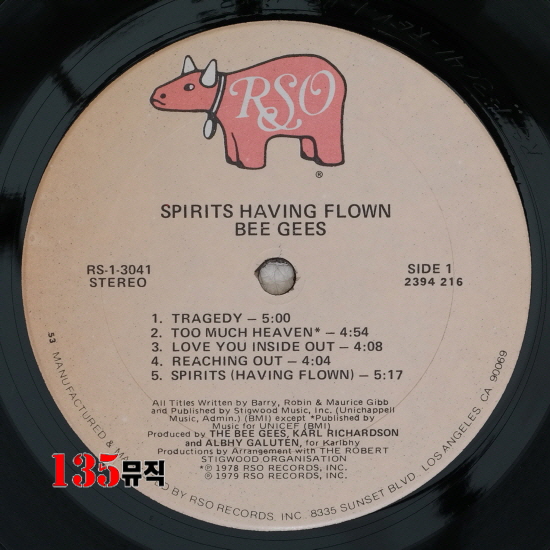 RSO
®
SPIRITS HAVING FLOWN
BEE GEES
RS-1-3041
STEREO
SIDE 1
2394 216
1. TRAGEDY – 5:00
2. TOO MUCH HEAVEN* – 4:54
3. LOVE YOU INSIDE OUT – 4:08
4. REACHING OUT – 4:04
5. SPIRITS (HAVING FLOWN) – 5:17
All Titles Written by Barry, Robin & Maurice Gibb
and Published by Stigwood Music, Inc. (Unichappell
Music, Admin.) (BMI) except *Published by
Music for UNICEF (BMI)
Produced by THE BEE GEES, KARL RICHARDSON
and ALBHY GALUTEN, for Karlbhy
Productions by Arrangement with THE ROBERT
STIGWOOD ORGANISATION
*℗ 1978 RSO RECORDS, INC.
℗ 1979 RSO RECORDS, INC.
53 MANUFACTURED & MA BY RSO RECORDS, INC. 8335 SUNSET BLVD., LOS ANGELES, CA 90069
135뮤직